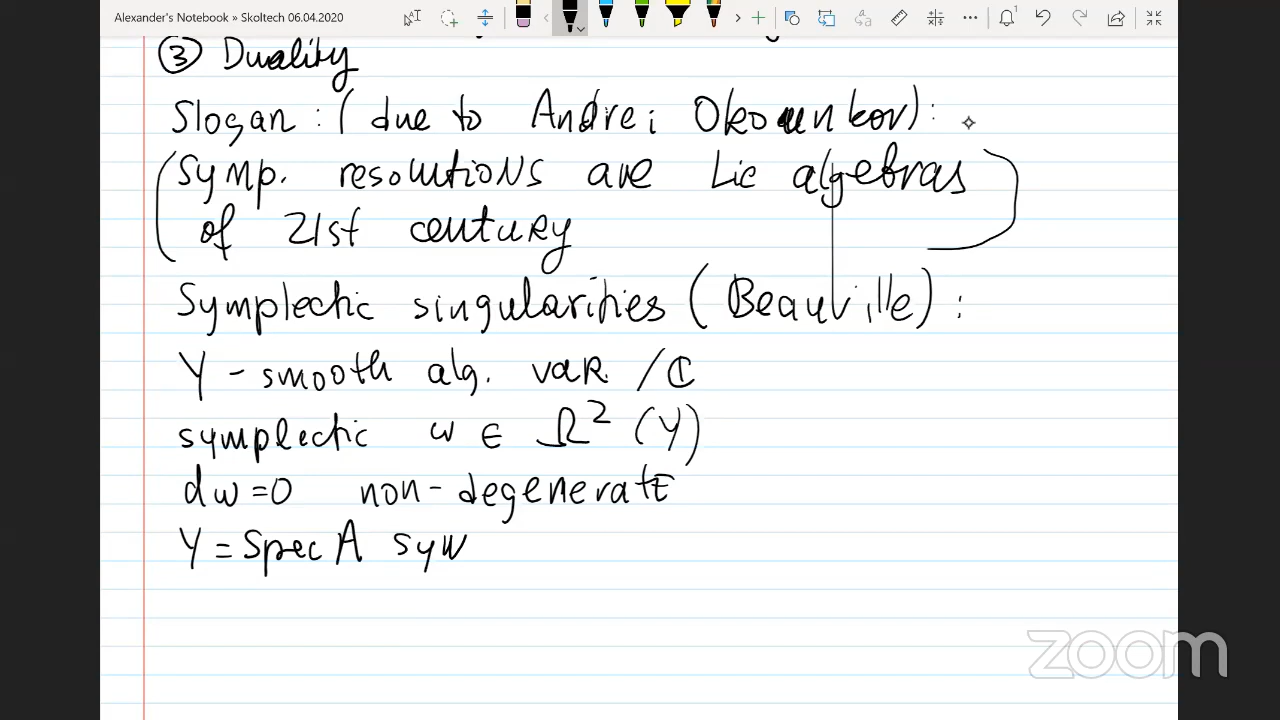 Alexander's Notebook » Skoltech 06.04.2020
③ Duality
Slogan : ( due to Andrei Okounkov) :
(Symp. resolutions are Lie algebras
of 21st century)
Symplectic singularities (Beauville) :
Y - smooth alg. var. / ℂ
symplectic ω ∈ Ω² (Y)
dω = 0 non-degenerate
Y = Spec A sym
zoom